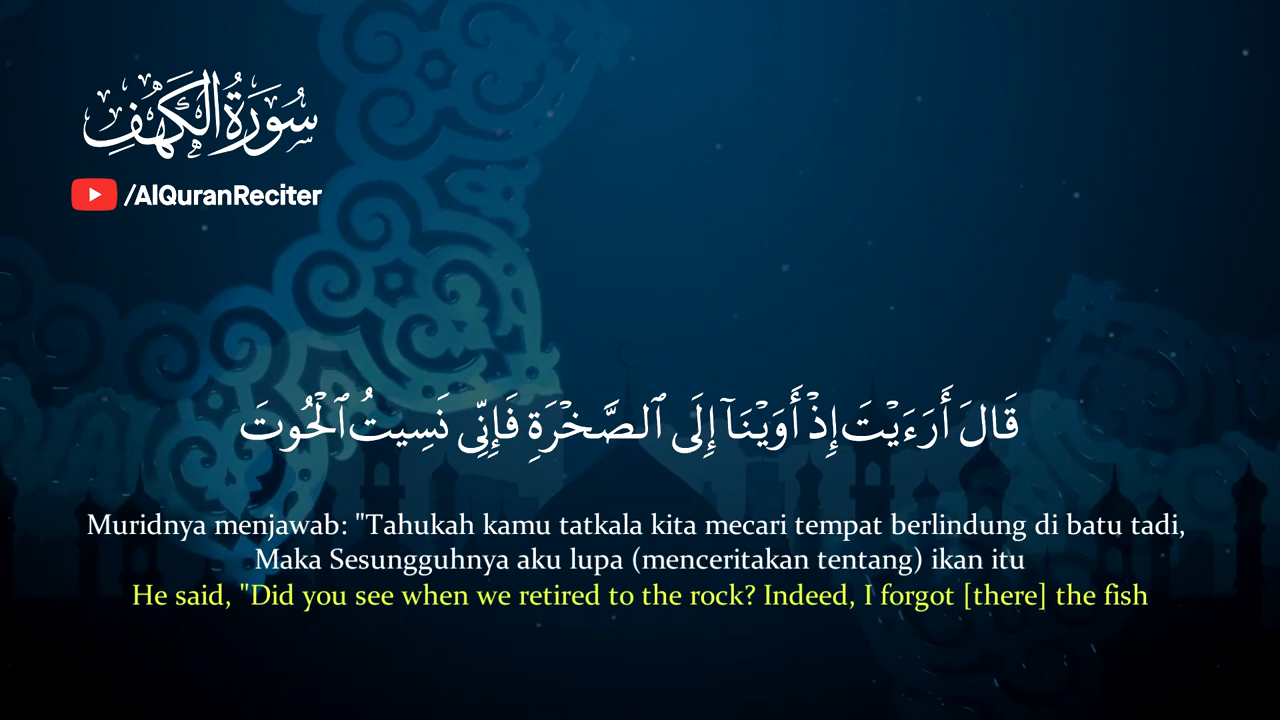 سُورَةُ الْكَهْفِ
/AlQuranReciter
قَالَ أَرَءَيْتَ إِذْ أَوَيْنَآ إِلَى ٱلصَّخْرَةِ فَإِنِّى نَسِيتُ ٱلْحُوتَ
Muridnya menjawab: "Tahukah kamu tatkala kita mecari tempat berlindung di batu tadi,
Maka Sesungguhnya aku lupa (menceritakan tentang) ikan itu
He said, "Did you see when we retired to the rock? Indeed, I forgot [there] the fish